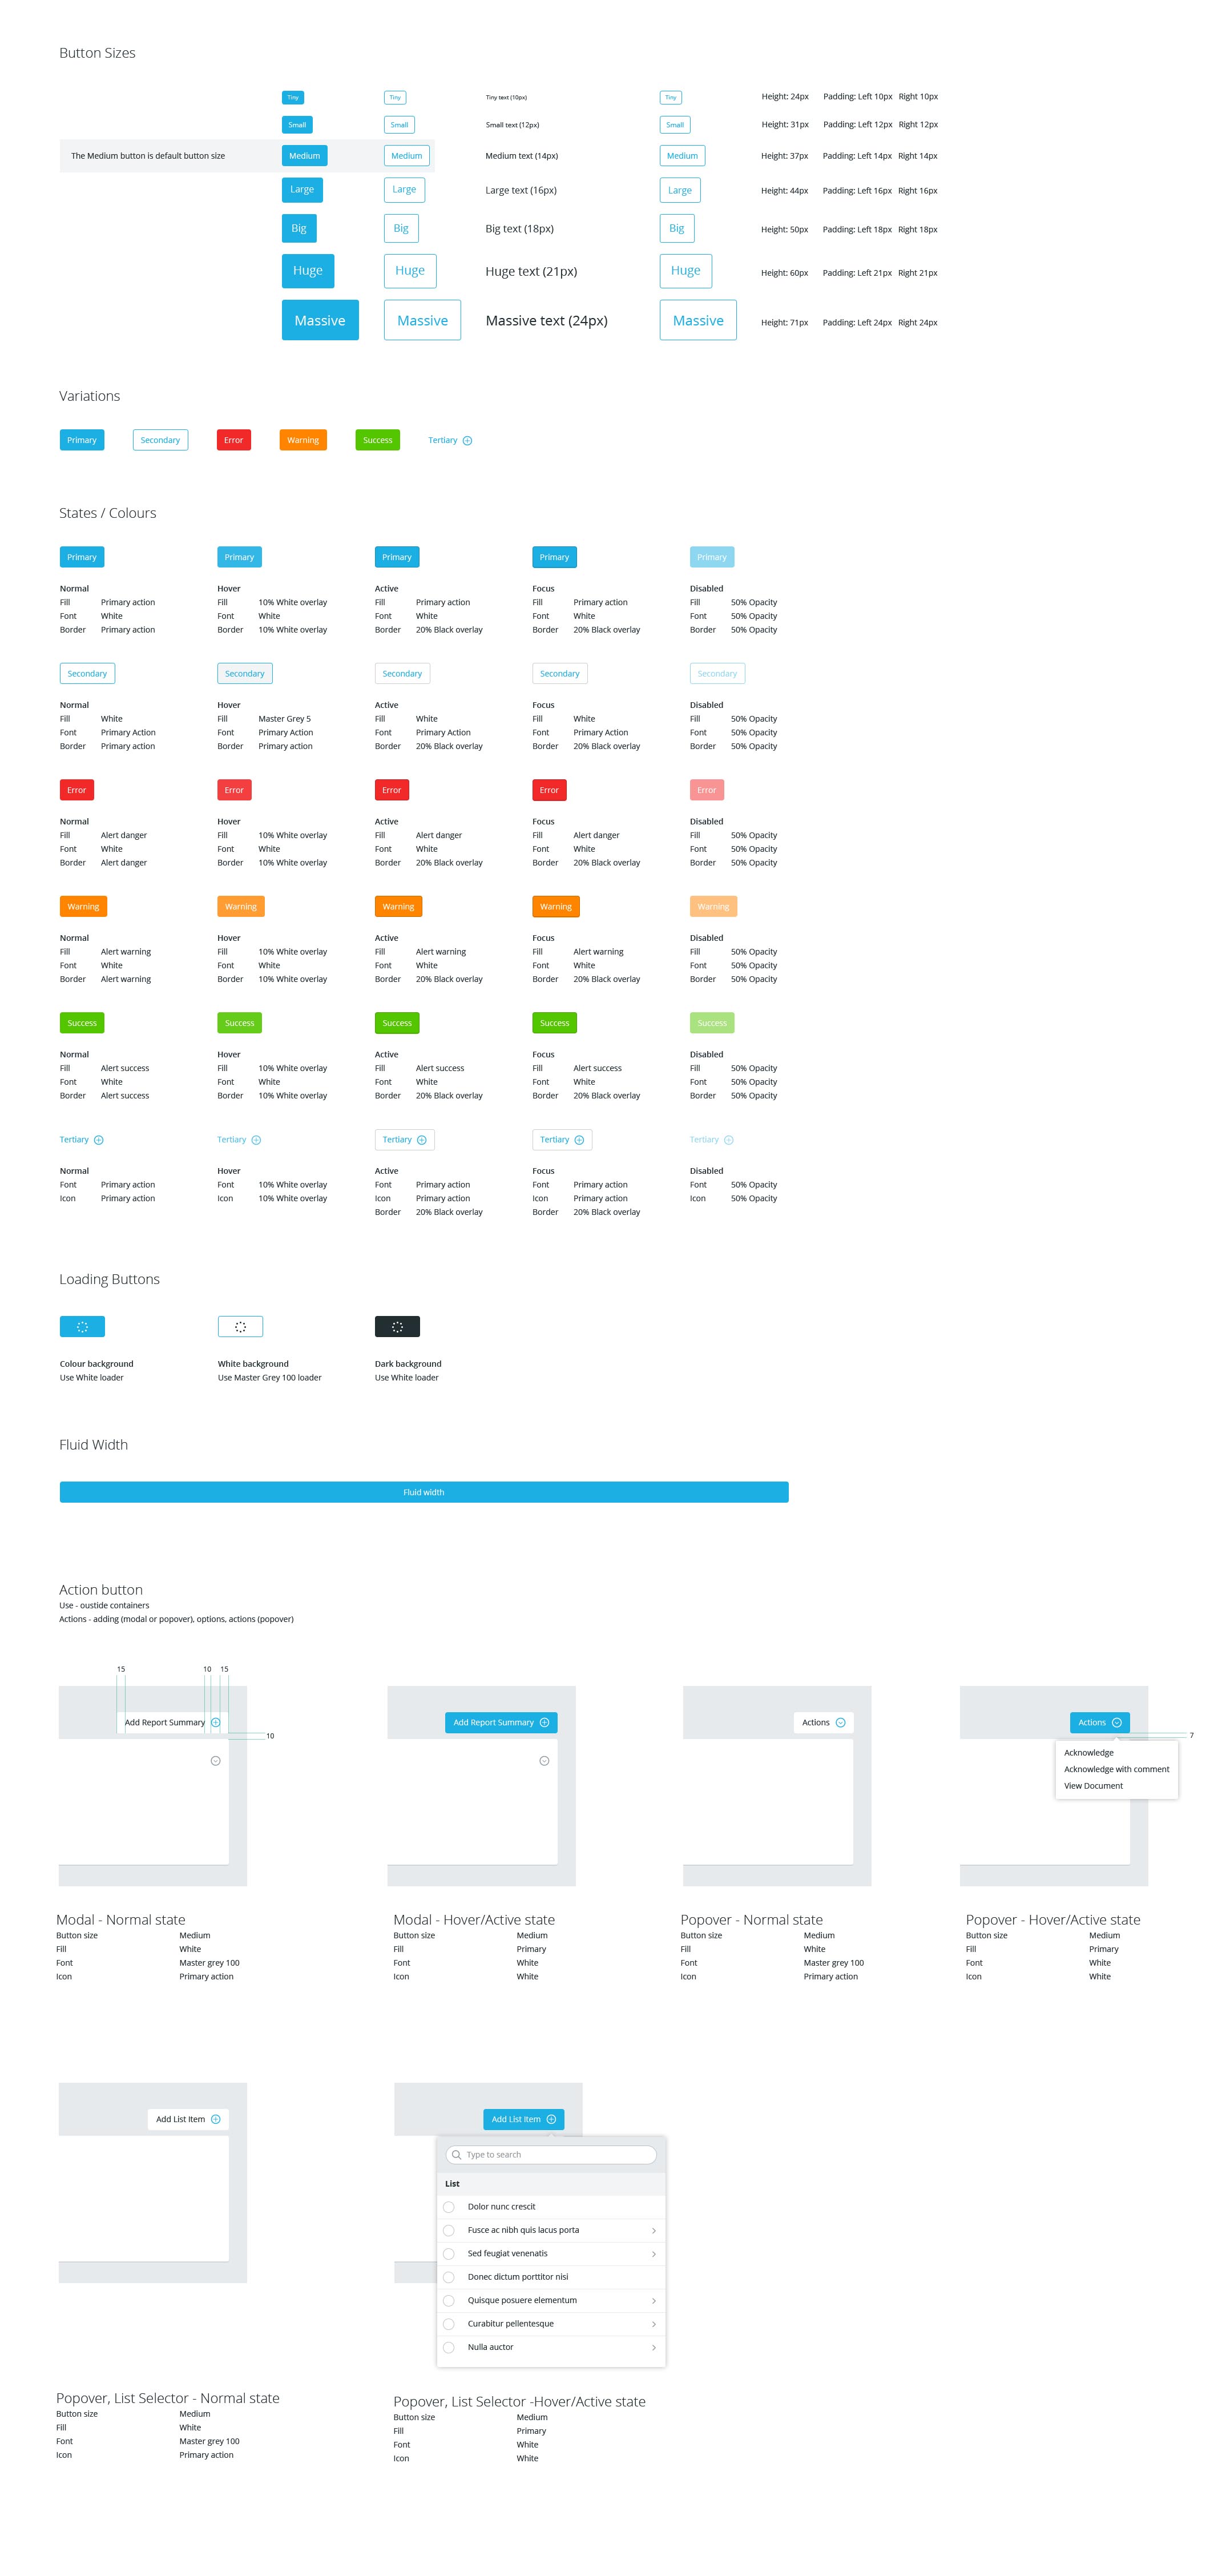 Button Sizes
Tiny Tiny Tiny text (10px) Tiny Height: 24px Padding: Left 10px Right 10px
Small Small Small text (12px) Small Height: 31px Padding: Left 12px Right 12px
The Medium button is default button size Medium Medium Medium text (14px) Medium Height: 37px Padding: Left 14px Right 14px
Large Large Large text (16px) Large Height: 44px Padding: Left 16px Right 16px
Big Big Big text (18px) Big Height: 50px Padding: Left 18px Right 18px
Huge Huge Huge text (21px) Huge Height: 60px Padding: Left 21px Right 21px
Massive Massive Massive text (24px) Massive Height: 71px Padding: Left 24px Right 24px
Variations
Primary Secondary Error Warning Success Tertiary
States / Colours
Primary Primary Primary Primary Primary
Normal Hover Active Focus Disabled
Fill Primary action Fill 10% White overlay Fill Primary action Fill Primary action Fill 50% Opacity
Font White Font White Font White Font White Font 50% Opacity
Border Primary action Border 10% White overlay Border 20% Black overlay Border 20% Black overlay Border 50% Opacity
Secondary Secondary Secondary Secondary Secondary
Normal Hover Active Focus Disabled
Fill White Fill Master Grey 5 Fill White Fill White Fill 50% Opacity
Font Primary Action Font Primary Action Font Primary Action Font Primary Action Font 50% Opacity
Border Primary action Border Primary action Border 20% Black overlay Border 20% Black overlay Border 50% Opacity
Error Error Error Error Error
Normal Hover Active Focus Disabled
Fill Alert danger Fill 10% White overlay Fill Alert danger Fill Alert danger Fill 50% Opacity
Font White Font White Font White Font White Font 50% Opacity
Border Alert danger Border 10% White overlay Border 20% Black overlay Border 20% Black overlay Border 50% Opacity
Warning Warning Warning Warning Warning
Normal Hover Active Focus Disabled
Fill Alert warning Fill 10% White overlay Fill Alert warning Fill Alert warning Fill 50% Opacity
Font White Font White Font White Font White Font 50% Opacity
Border Alert warning Border 10% White overlay Border 20% Black overlay Border 20% Black overlay Border 50% Opacity
Success Success Success Success Success
Normal Hover Active Focus Disabled
Fill Alert success Fill 10% White overlay Fill Alert success Fill Alert success Fill 50% Opacity
Font White Font White Font White Font White Font 50% Opacity
Border Alert success Border 10% White overlay Border 20% Black overlay Border 20% Black overlay Border 50% Opacity
Tertiary Tertiary Tertiary Tertiary Tertiary
Normal Hover Active Focus Disabled
Font Primary action Font 10% White overlay Font Primary action Font Primary action Font 50% Opacity
Icon Primary action Icon 10% White overlay Icon Primary action Icon Primary action Icon 50% Opacity
Border 20% Black overlay Border 20% Black overlay
Loading Buttons
Colour background White background Dark background
Use White loader Use Master Grey 100 loader Use White loader
Fluid Width
Fluid width
Action button
Use - oustide containers
Actions - adding (modal or popover), options, actions (popover)
15 10 15
Add Report Summary Add Report Summary Actions Actions
10 7
Acknowledge
Acknowledge with comment
View Document
Modal - Normal state Modal - Hover/Active state Popover - Normal state Popover - Hover/Active state
Button size Medium Button size Medium Button size Medium Button size Medium
Fill White Fill Primary Fill White Fill Primary
Font Master grey 100 Font White Font Master grey 100 Font White
Icon Primary action Icon White Icon Primary action Icon White
Add List Item Add List Item
Type to search
List
Dolor nunc crescit
Fusce ac nibh quis lacus porta
Sed feugiat venenatis
Donec dictum porttitor nisi
Quisque posuere elementum
Curabitur pellentesque
Nulla auctor
Popover, List Selector - Normal state Popover, List Selector -Hover/Active state
Button size Medium Button size Medium
Fill White Fill Primary
Font Master grey 100 Font White
Icon Primary action Icon White